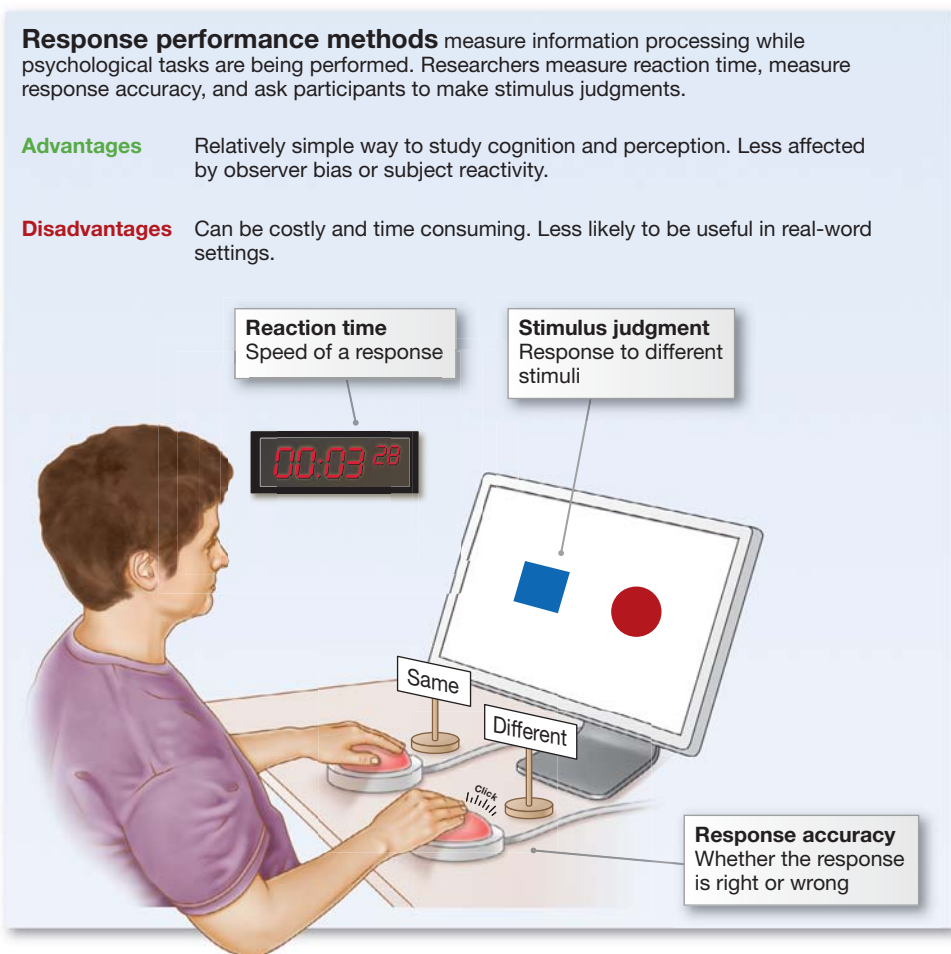 Response performance methods measure information processing while
psychological tasks are being performed. Researchers measure reaction time, measure
response accuracy, and ask participants to make stimulus judgments.
Advantages Relatively simple way to study cognition and perception. Less affected
by observer bias or subject reactivity.
Disadvantages Can be costly and time consuming. Less likely to be useful in real-word
settings.
Reaction time
Speed of a response
Stimulus judgment
Response to different
stimuli
00:03 28
Same
Different
Click
Response accuracy
Whether the response
is right or wrong